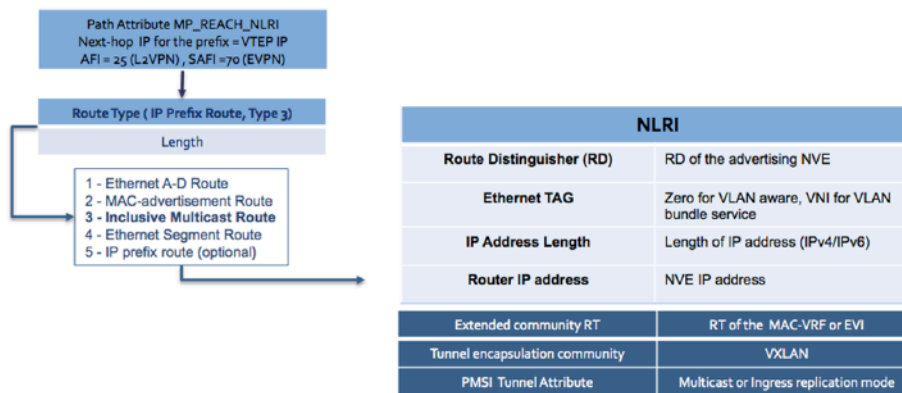 Path Attribute MP_REACH_NLRI
Next-hop IP for the prefix = VTEP IP
AFI = 25 (L2VPN) , SAFI =70 (EVPN)
Route Type ( IP Prefix Route, Type 3)
Length
1 - Ethernet A-D Route
2 - MAC-advertisement Route
3 - Inclusive Multicast Route
4 - Ethernet Segment Route
5 - IP prefix route (optional)
NLRI
Route Distinguisher (RD) RD of the advertising NVE
Ethernet TAG Zero for VLAN aware, VNI for VLAN
bundle service
IP Address Length Length of IP address (IPv4/IPv6)
Router IP address NVE IP address
Extended community RT RT of the MAC-VRF or EVI
Tunnel encapsulation community VXLAN
PMSI Tunnel Attribute Multicast or Ingress replication mode